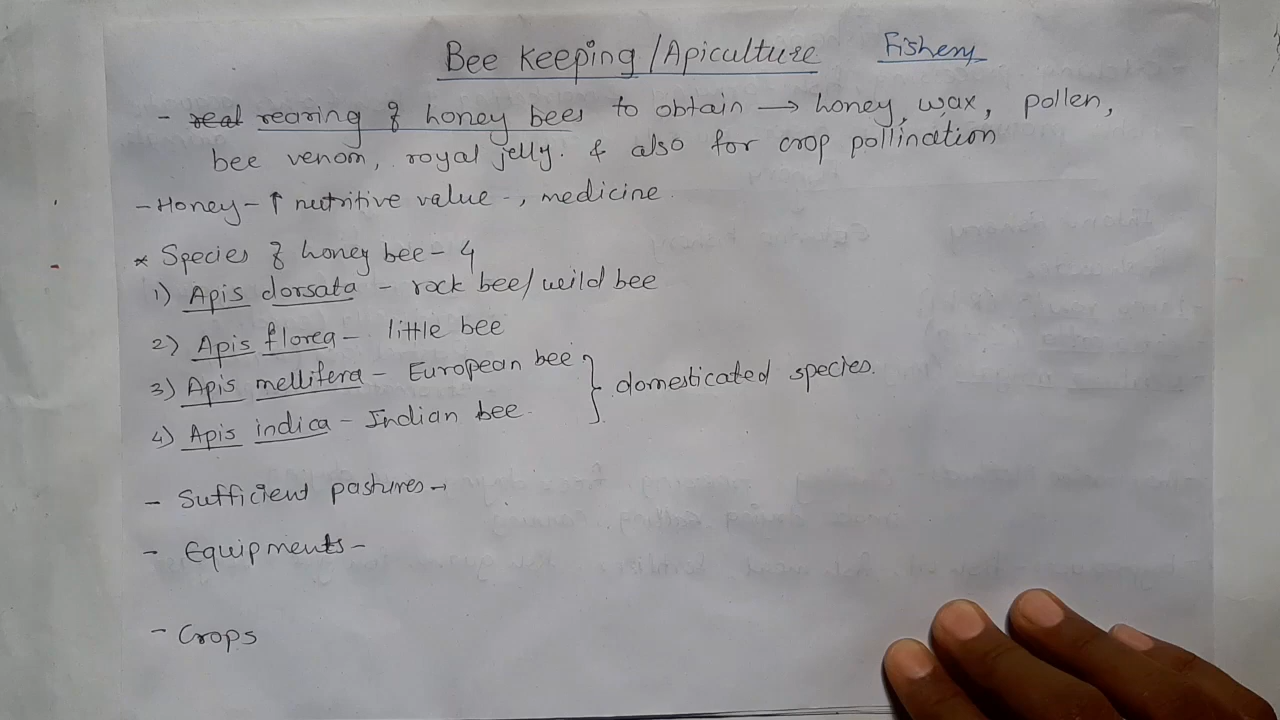 Bee Keeping / Apiculture Fishery
- real rearing of honey bees to obtain → honey, wax, pollen,
bee venom, royal jelly. & also for crop pollination
- Honey - ↑ nutritive value -, medicine.
* Species of honey bee - 4
1) Apis dorsata - rock bee/wild bee
2) Apis florea - little bee
3) Apis mellifera - European bee
4) Apis indica - Indian bee.
} domesticated species.
- Sufficient pastures -
- Equipments -
- Crops